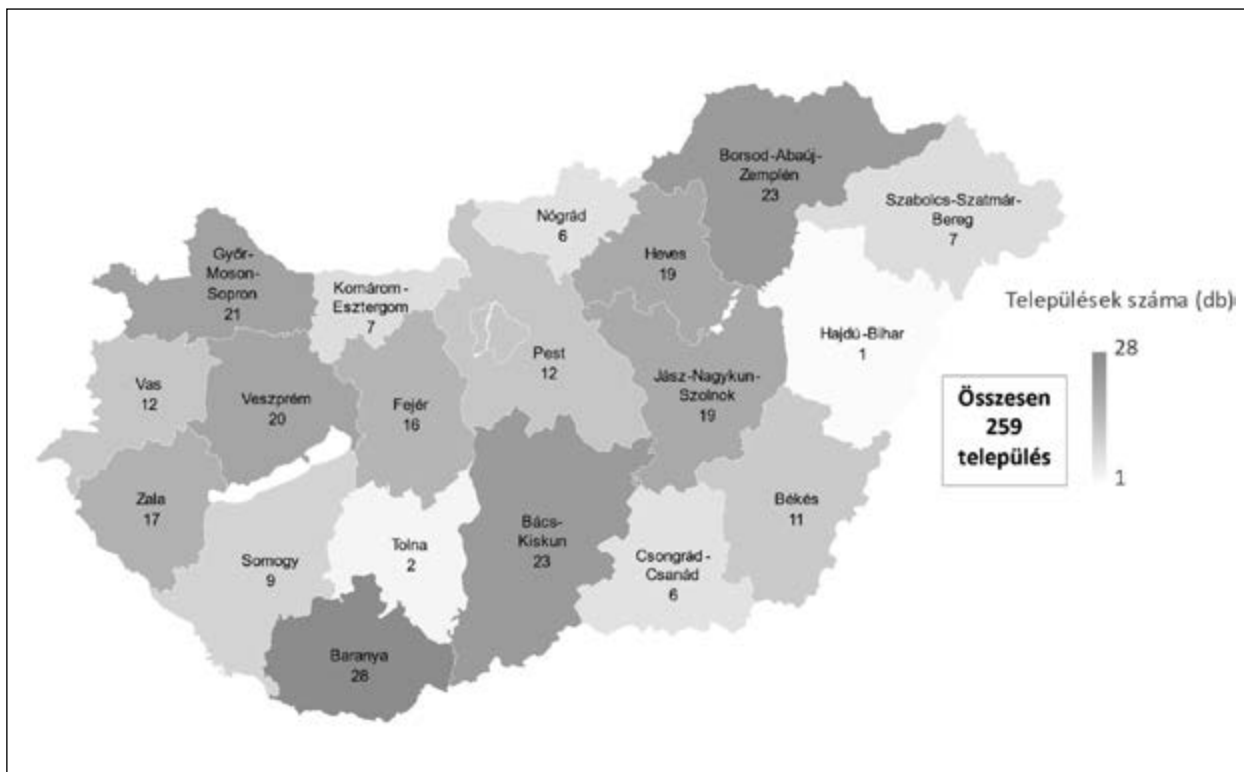 Borsod-Abaúj-
Zemplén
23
Szabolcs-Szatmár-
Bereg
7
Nógrád
6
Heves
19
Győr-
Moson-
Sopron
21
Komárom-
Esztergom
7
Települések száma (db)
28
1
Hajdú-Bihar
1
Pest
12
Vas
12
Veszprém
20
Fejér
16
Jász-Nagykun-
Szolnok
19
Összesen
259
település
Zala
17
Békés
11
Somogy
9
Tolna
2
Bács-
Kiskun
23
Csongrád-
Csanád
6
Baranya
28